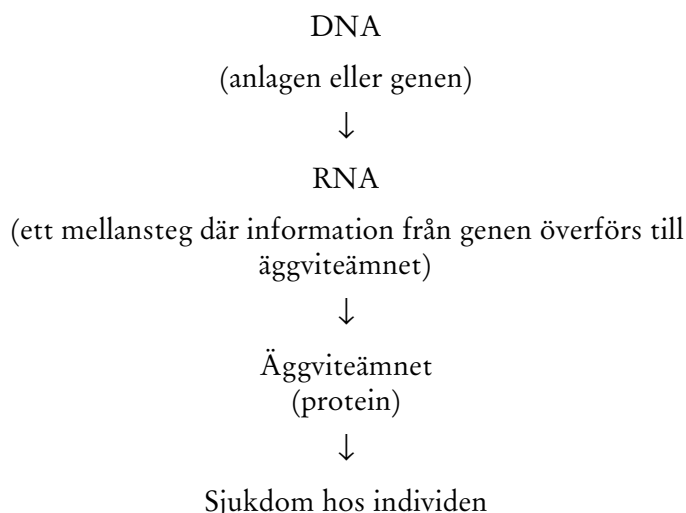 DNA
(anlagen eller genen)
↓
RNA
(ett mellansteg där information från genen överförs till
äggviteämnet)
↓
Äggviteämnet
(protein)
↓
Sjukdom hos individen